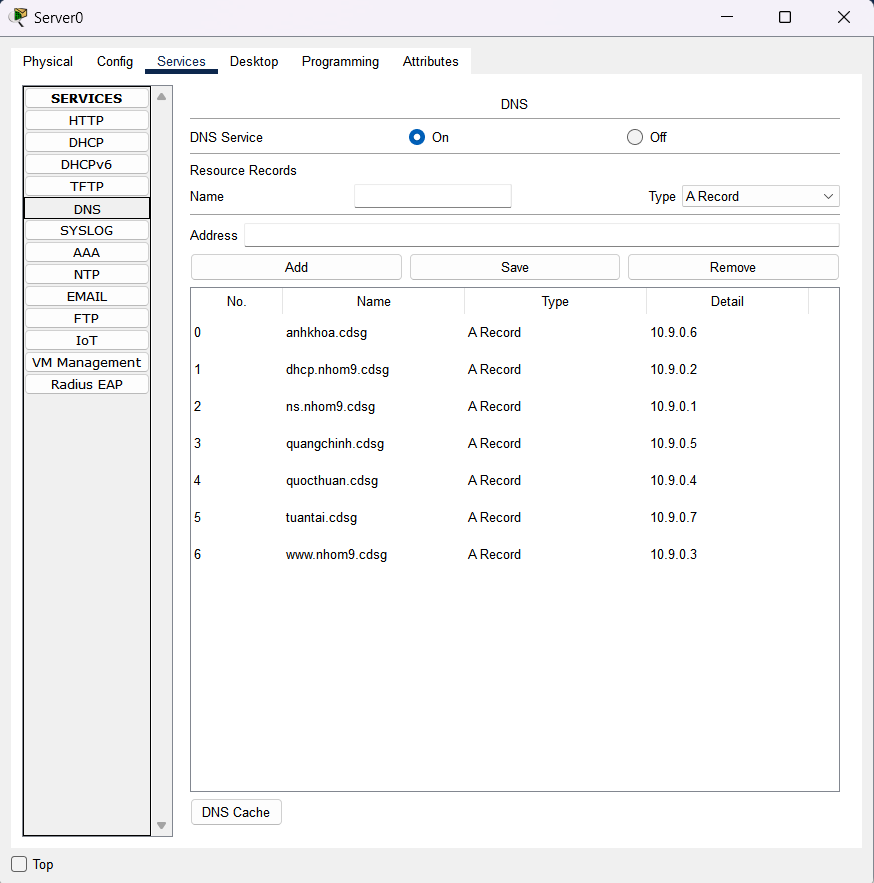 Server0
Physical Config Services Desktop Programming Attributes
SERVICES
HTTP
DHCP
DHCPv6
TFTP
DNS
SYSLOG
AAA
NTP
EMAIL
FTP
IoT
VM Management
Radius EAP
DNS
DNS Service On Off
Resource Records
Name Type A Record
Address
Add Save Remove
No. Name Type Detail
0 anhkhoa.cdsg A Record 10.9.0.6
1 dhcp.nhom9.cdsg A Record 10.9.0.2
2 ns.nhom9.cdsg A Record 10.9.0.1
3 quangchinh.cdsg A Record 10.9.0.5
4 quocthuan.cdsg A Record 10.9.0.4
5 tuantai.cdsg A Record 10.9.0.7
6 www.nhom9.cdsg A Record 10.9.0.3
DNS Cache
Top